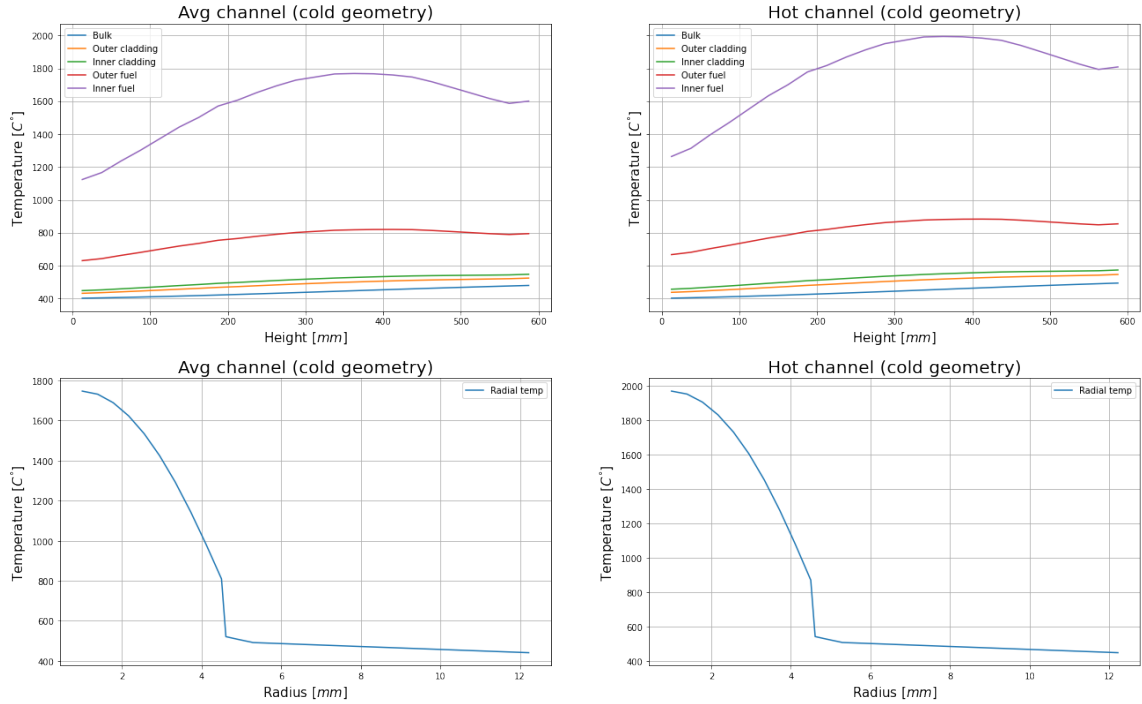 Avg channel (cold geometry)
Temperature [C°]
2000
1800
1600
1400
1200
1000
800
600
400
Bulk
Outer cladding
Inner cladding
Outer fuel
Inner fuel
0 100 200 300 400 500 600
Height [mm]
Hot channel (cold geometry)
Temperature [C°]
Bulk
Outer cladding
Inner cladding
Outer fuel
Inner fuel
0 100 200 300 400 500 600
Height [mm]
Avg channel (cold geometry)
Temperature [C°]
1800
1600
1400
1200
1000
800
600
400
Radial temp
2 4 6 8 10 12
Radius [mm]
Hot channel (cold geometry)
Temperature [C°]
2000
1800
1600
1400
1200
1000
800
600
400
Radial temp
2 4 6 8 10 12
Radius [mm]